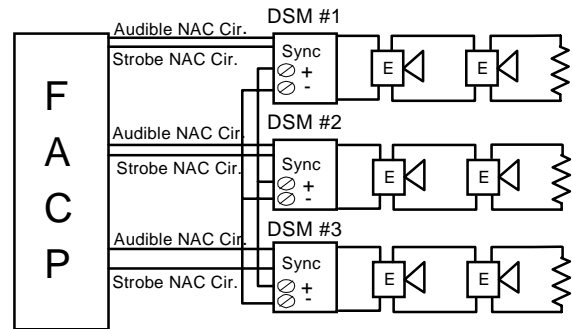 DSM #1
Audible NAC Cir.
Strobe NAC Cir.
Sync
+
-
E
E
DSM #2
Audible NAC Cir.
Strobe NAC Cir.
Sync
+
-
E
E
DSM #3
Audible NAC Cir.
Strobe NAC Cir.
Sync
+
-
E
E
F
A
C
P